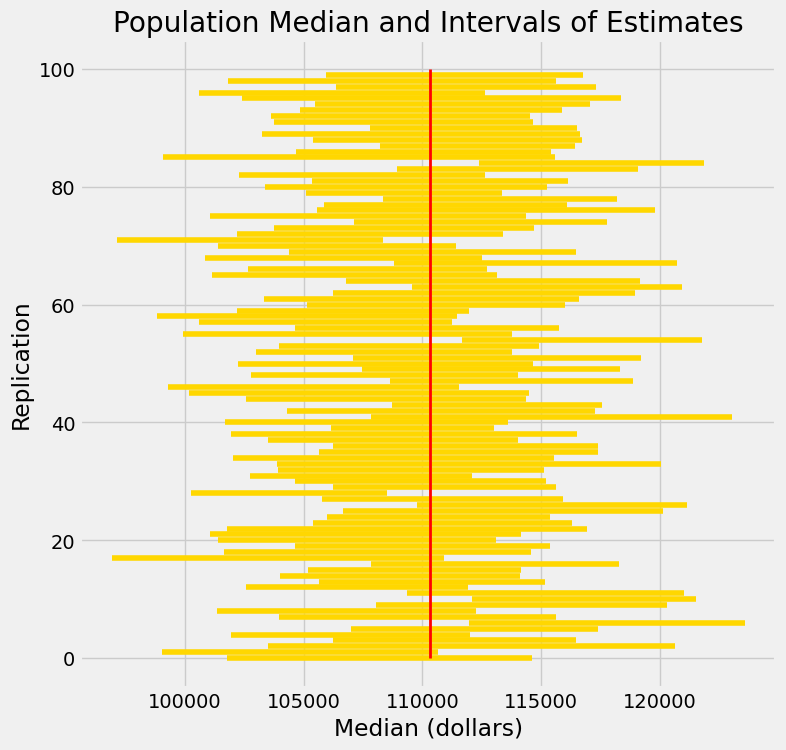 Population Median and Intervals of Estimates
100
80
60
40
20
0
Replication
100000 105000 110000 115000 120000
Median (dollars)